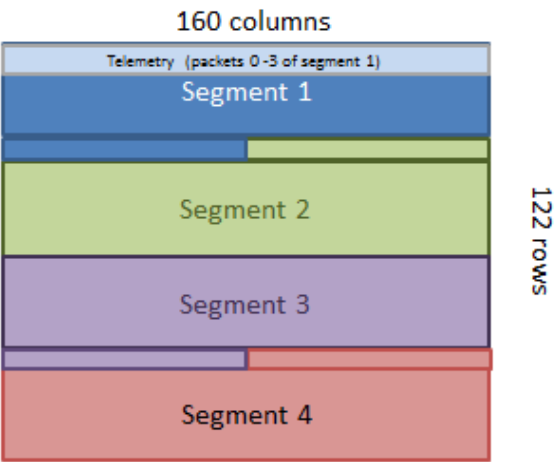 160 columns
Telemetry (packets 0 -3 of segment 1)
Segment 1
Segment 2
122 rows
Segment 3
Segment 4